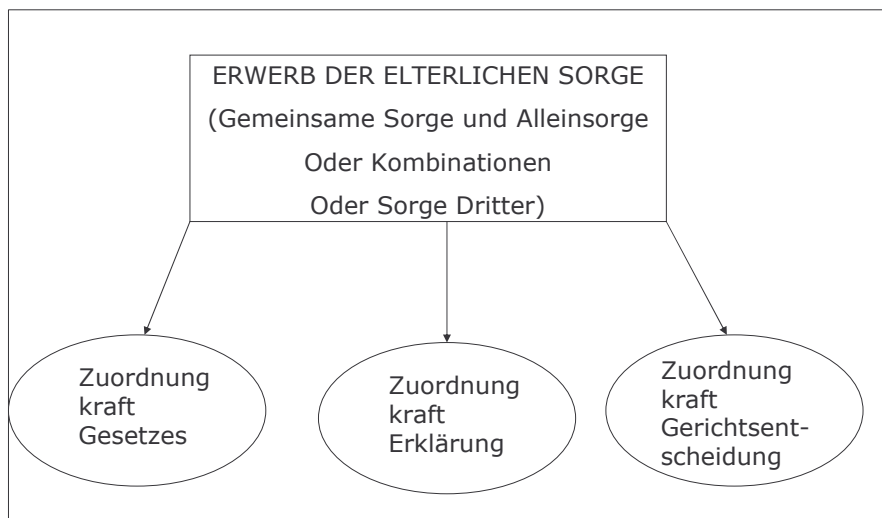 ERWERB DER ELTERLICHEN SORGE
(Gemeinsame Sorge und Alleinsorge
Oder Kombinationen
Oder Sorge Dritter)
Zuordnung
kraft
Gesetzes
Zuordnung
kraft
Erklärung
Zuordnung
kraft
Gerichtsent-
scheidung